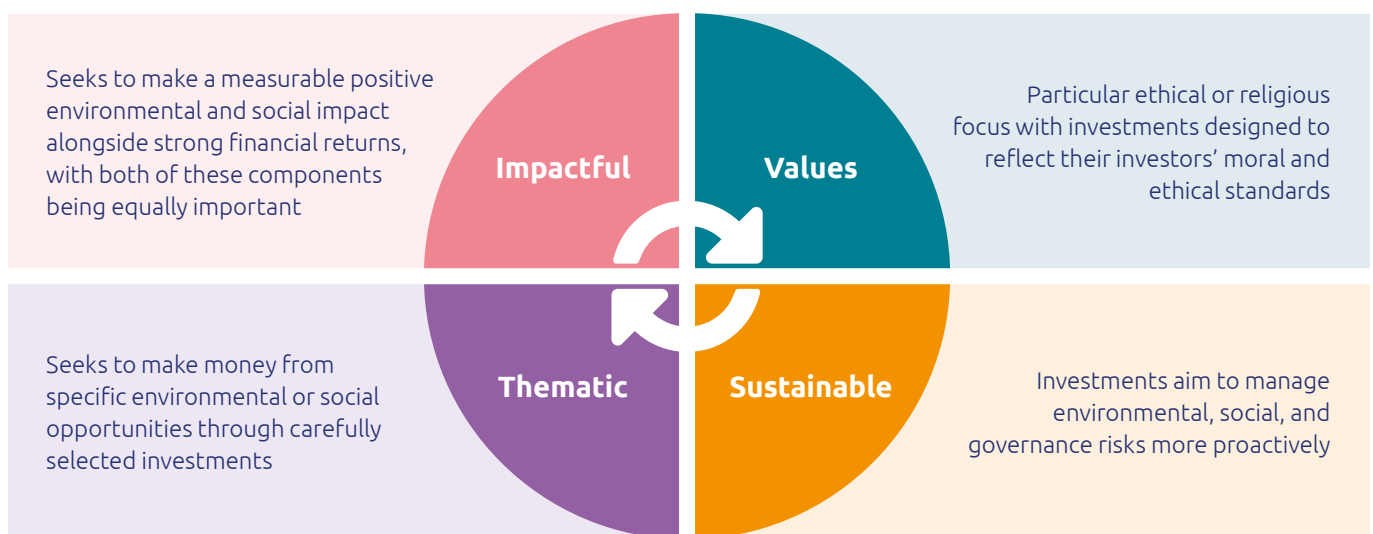 Seeks to make a measurable positive
environmental and social impact
alongside strong financial returns,
with both of these components
being equally important
Impactful
Values
Particular ethical or religious
focus with investments designed to
reflect their investors’ moral and
ethical standards
Seeks to make money from
specific environmental or social
opportunities through carefully
selected investments
Thematic
Sustainable
Investments aim to manage
environmental, social, and
governance risks more proactively